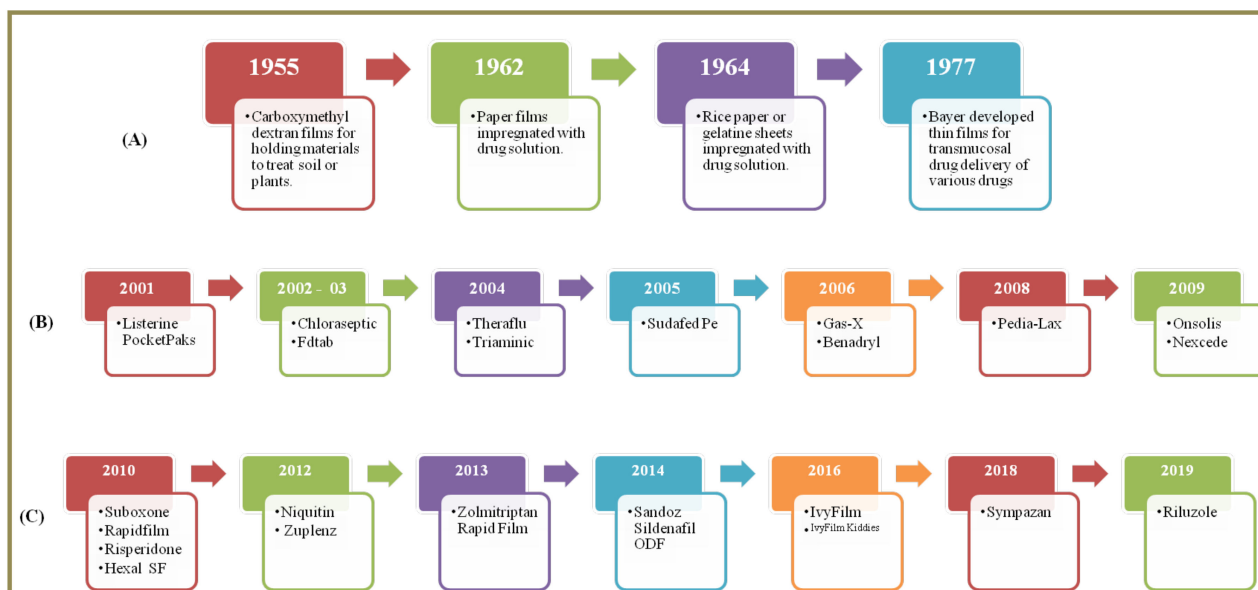 (A)
1955
•Carboxymethyl
dextran films for
holding materials
to treat soil or
plants.
1962
•Paper films
impregnated with
drug solution.
1964
•Rice paper or
gelatine sheets
impregnated with
drug solution.
1977
•Bayer developed
thin films for
transmucosal
drug delivery of
various drugs
(B)
2001
•Listerine
PocketPaks
2002 - 03
•Chloraseptic
•Fdtab
2004
•Theraflu
•Triaminic
2005
•Sudafed Pe
2006
•Gas-X
•Benadryl
2008
•Pedia-Lax
2009
•Onsolis
•Nexcede
(C)
2010
•Suboxone
•Rapidfilm
•Risperidone
•Hexal SF
2012
•Niquitin
• Zuplenz
2013
•Zolmitriptan
Rapid Film
2014
•Sandoz
Sildenafil
ODF
2016
•IvyFilm
•IvyFilm Kiddies
2018
•Sympazan
2019
•Riluzole